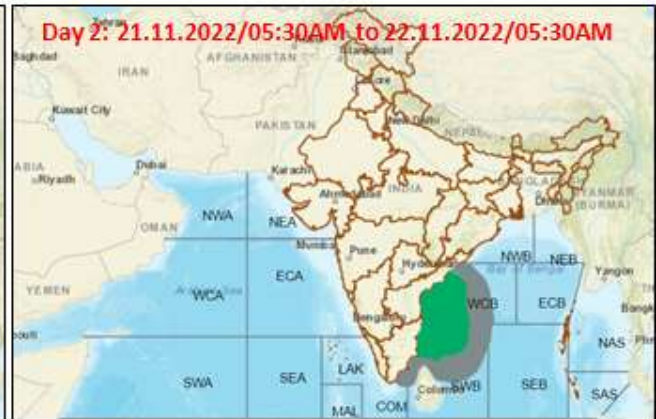 Day 2: 21.11.2022/05:30AM to 22.11.2022/05:30AM
Baghdad
AFGHANISTAN
IRAN
Kuwait City
PAKISTAN
NEPAL
Dubai
Riyadh
Karachi
Ahmedabad
INDIA
OMAN
MYANMAR
(BURMA)
NWA
NEA
Mumbai
Pune
Hyderabad
NWB
NEB
Yangon
YEMEN
ECA
WCA
WCB
ECB
Bengaluru
NAS
SWA
SEA
LAK
Colombo
SWB
SEB
SAS
MAL
COM